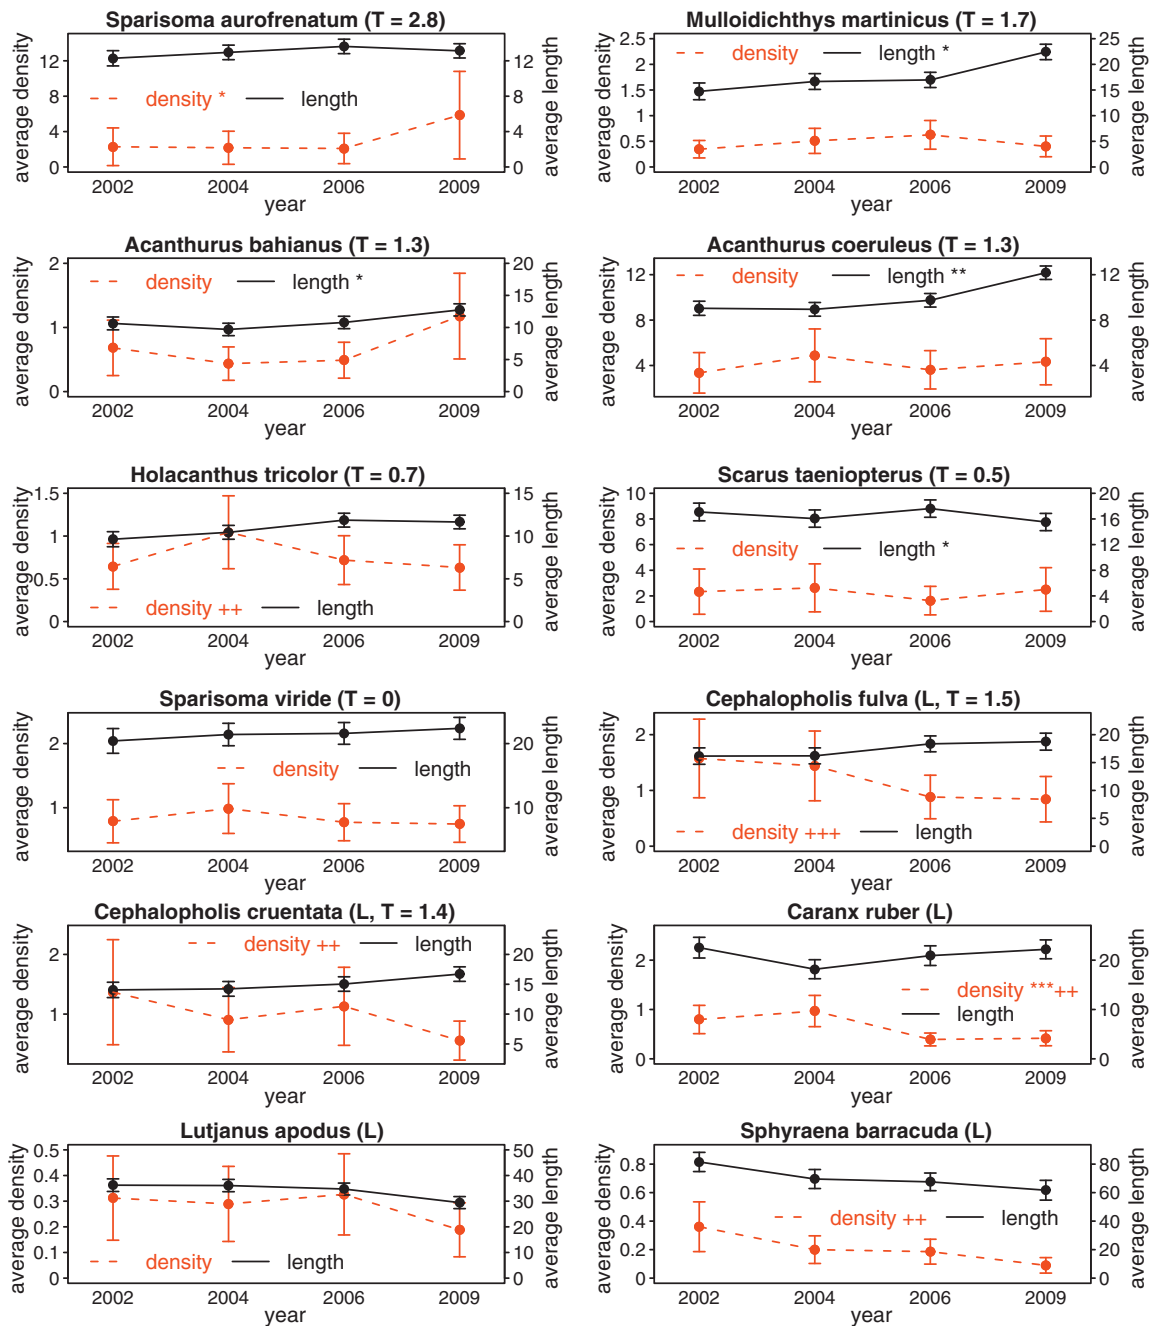 Sparisoma aurofrenatum (T = 2.8)
average density
12
8
4
0
density * length
12
8
4
0
average length
2002 2004 2006 2009
year
Mulloidichthys martinicus (T = 1.7)
average density
2.5
2
1.5
1
0.5
0
density length *
25
20
15
10
5
0
average length
2002 2004 2006 2009
year
Acanthurus bahianus (T = 1.3)
average density
2
1
0
density length *
20
15
10
5
0
average length
2002 2004 2006 2009
year
Acanthurus coeruleus (T = 1.3)
average density
12
8
4
density length **
12
8
4
average length
2002 2004 2006 2009
year
Holacanthus tricolor (T = 0.7)
average density
1.5
1
0.5
0
density ++ length
15
10
5
0
average length
2002 2004 2006 2009
year
Scarus taeniopterus (T = 0.5)
average density
10
8
6
4
2
0
density length *
20
16
12
8
4
0
average length
2002 2004 2006 2009
year
Sparisoma viride (T = 0)
average density
2
1
density length
20
10
average length
2002 2004 2006 2009
year
Cephalopholis fulva (L, T = 1.5)
average density
2
1
0
density +++ length
20
15
10
5
0
average length
2002 2004 2006 2009
year
Cephalopholis cruentata (L, T = 1.4)
average density
2
1
density ++ length
20
15
10
5
average length
2002 2004 2006 2009
year
Caranx ruber (L)
average density
2
1
0
density ***++
length
20
10
0
average length
2002 2004 2006 2009
year
Lutjanus apodus (L)
average density
0.5
0.4
0.3
0.2
0.1
0
density length
50
40
30
20
10
0
average length
2002 2004 2006 2009
year
Sphyraena barracuda (L)
average density
0.8
0.6
0.4
0.2
0
density ++ length
80
60
40
20
0
average length
2002 2004 2006 2009
year